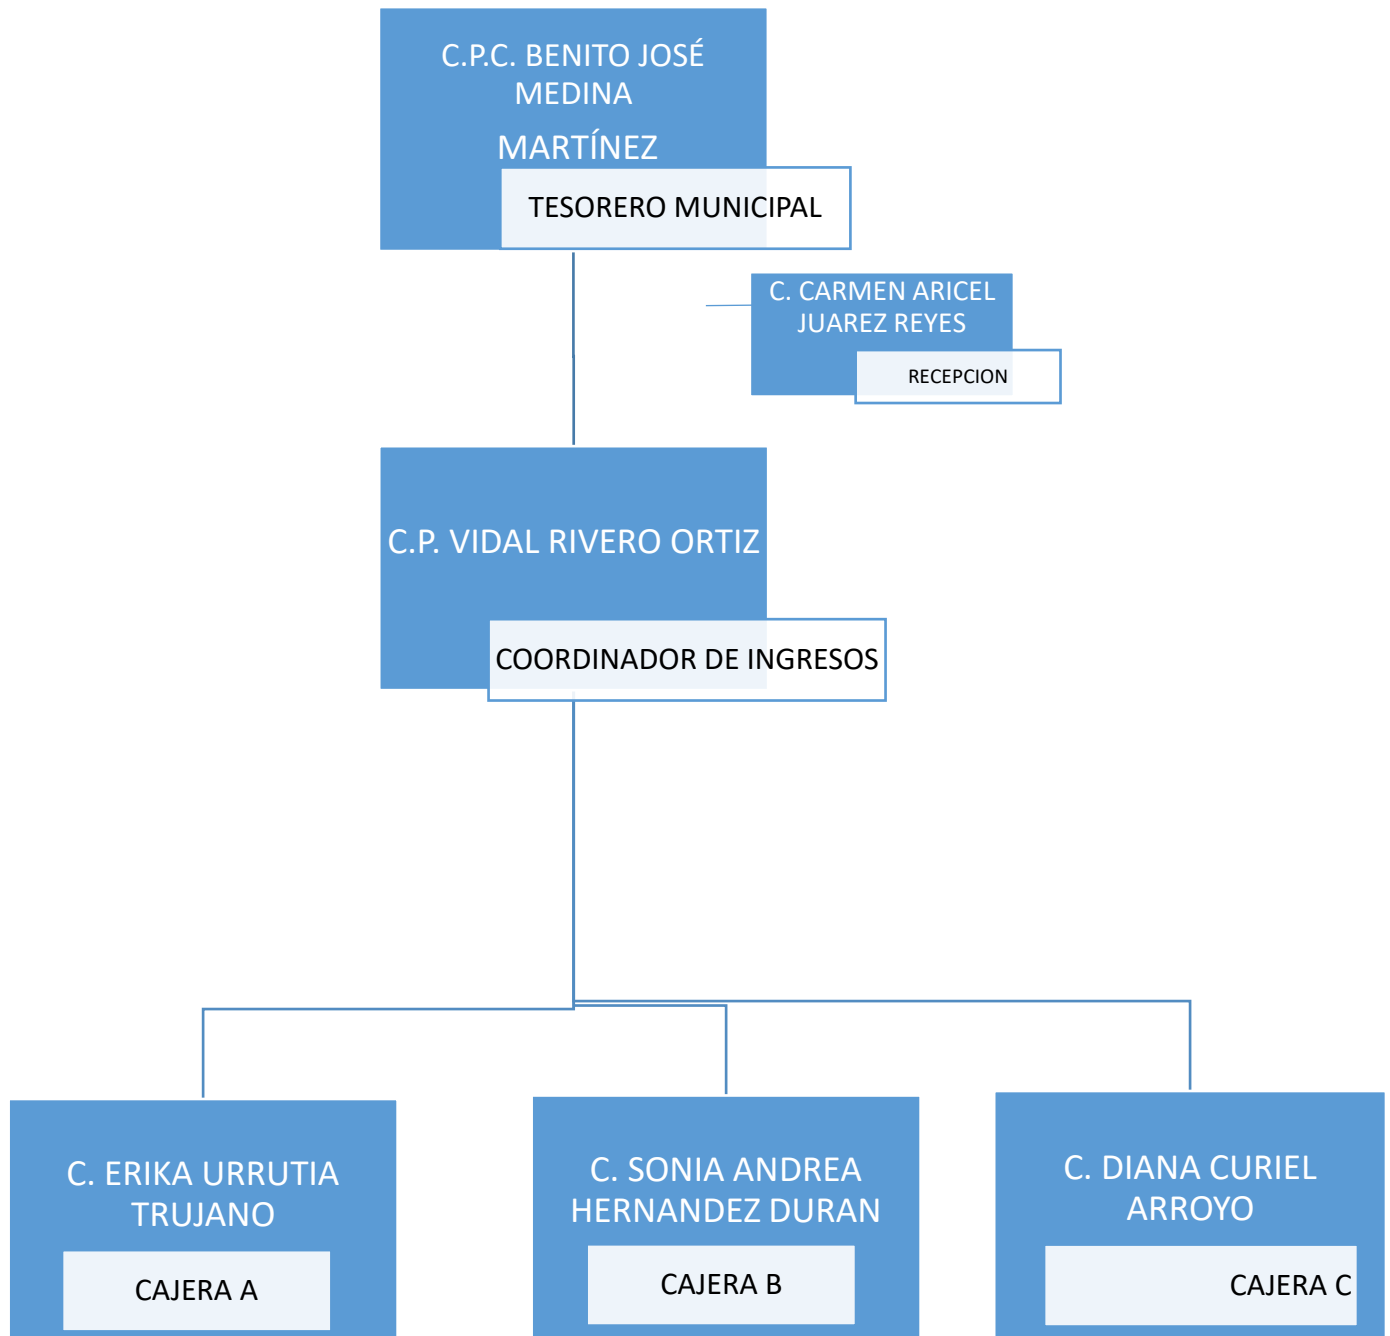 C.P.C. BENITO JOSÉ
MEDINA
MARTÍNEZ
TESORERO MUNICIPAL
C. CARMEN ARICEL
JUAREZ REYES
RECEPCION
C.P. VIDAL RIVERO ORTIZ
COORDINADOR DE INGRESOS
C. ERIKA URRUTIA
TRUJANO
CAJERA A
C. SONIA ANDREA
HERNANDEZ DURAN
CAJERA B
C. DIANA CURIEL
ARROYO
CAJERA C